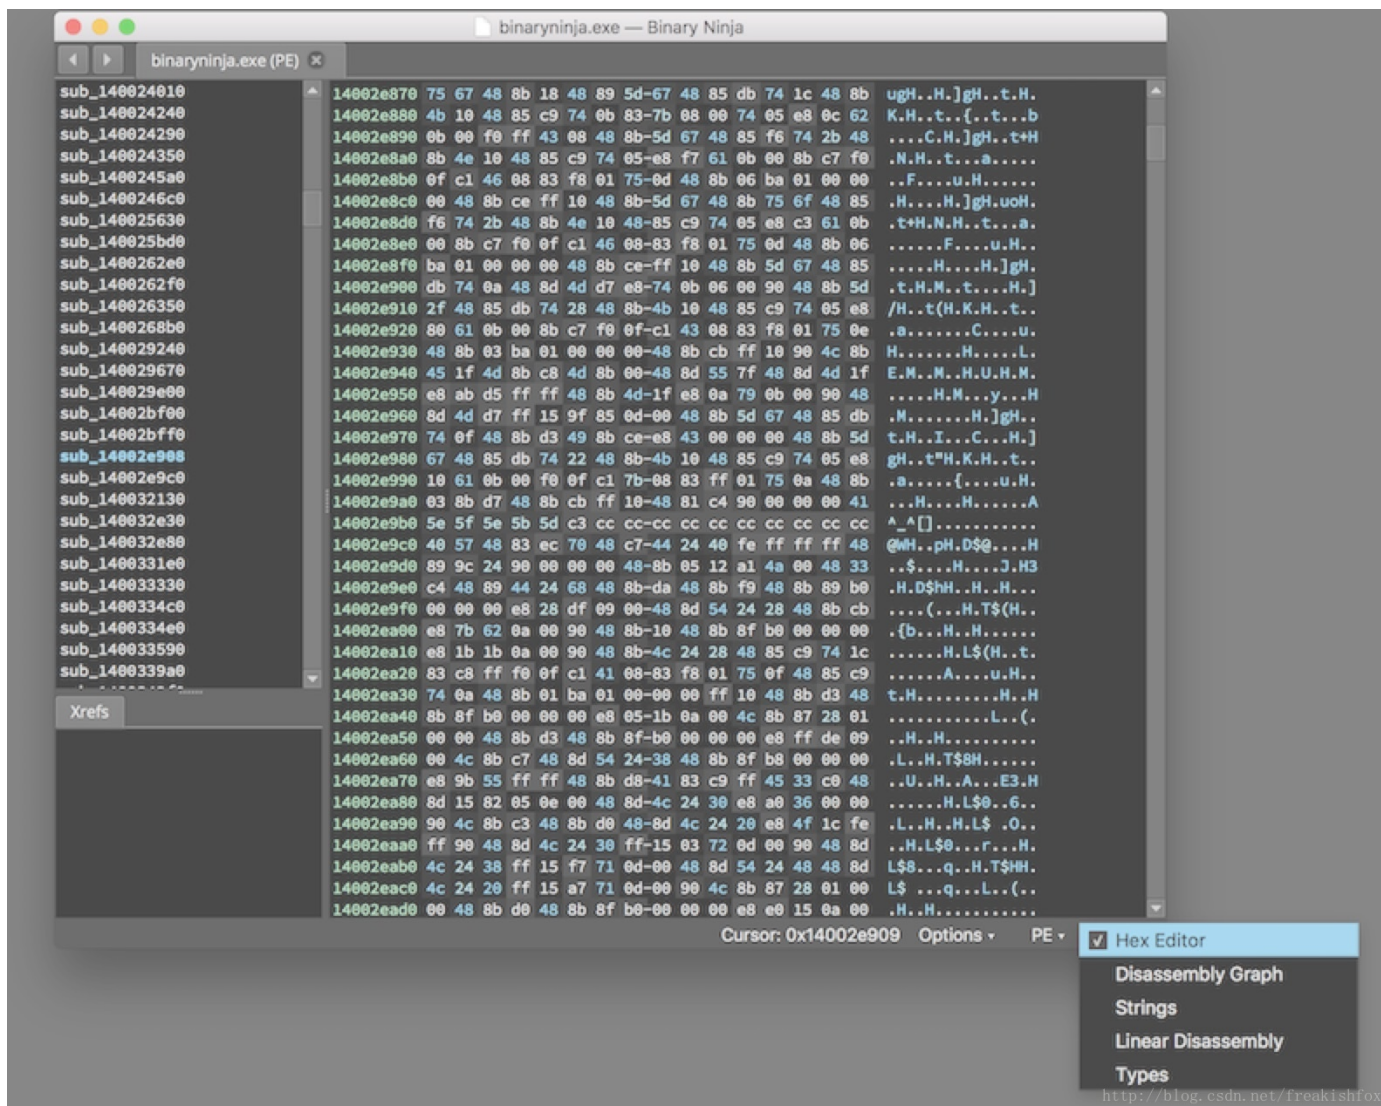 binaryninja.exe — Binary Ninja
binaryninja.exe (PE)
sub_140024010
sub_140024240
sub_140024290
sub_140024350
sub_1400245a0
sub_1400246c0
sub_140025630
sub_140025bd0
sub_1400262e0
sub_1400262f0
sub_140026350
sub_1400268b0
sub_140029240
sub_140029670
sub_140029e00
sub_14002bf00
sub_14002bff0
sub_14002e908
sub_14002e9c0
sub_140032130
sub_140032e30
sub_140032e80
sub_1400331e0
sub_140033330
sub_1400334c0
sub_1400334e0
sub_140033590
sub_1400339a0
Xrefs
14002e870 75 67 48 8b 18 48 89 5d-67 48 85 db 74 1c 48 8b ugH..H.]gH..t.H.
14002e880 4b 10 48 85 c9 74 0b 83-7b 08 00 74 05 e8 0c 62 K.H..t..{..t...b
14002e890 0b 00 f0 ff 43 08 48 8b-5d 67 48 85 f6 74 2b 48 ....C.H.]gH..t+H
14002e8a0 8b 4e 10 48 85 c9 74 05-e8 f7 61 0b 00 8b c7 f0 .N.H..t...a.....
14002e8b0 0f c1 46 08 83 f8 01 75-0d 48 8b 06 ba 01 00 00 ..F....u.H......
14002e8c0 00 48 8b ce ff 10 48 8b-5d 67 48 8b 75 6f 48 85 .H....H.]gH.uoH.
14002e8d0 f6 74 2b 48 8b 4e 10 48-85 c9 74 05 e8 c3 61 0b .t+H.N.H..t...a.
14002e8e0 00 8b c7 f0 0f c1 46 08-83 f8 01 75 0d 48 8b 06 ......F....u.H..
14002e8f0 ba 01 00 00 00 48 8b ce-ff 10 48 8b 5d 67 48 85 .....H....H.]gH.
14002e900 db 74 0a 48 8d 4d d7 e8-74 0b 06 00 90 48 8b 5d .t.H.M..t....H.]
14002e910 2f 48 85 db 74 28 48 8b-4b 10 48 85 c9 74 05 e8 /H..t(H.K.H..t..
14002e920 80 61 0b 00 8b c7 f0 0f-c1 43 08 83 f8 01 75 0e .a.......C....u.
14002e930 48 8b 03 ba 01 00 00 00-48 8b cb ff 10 90 4c 8b H.......H.....L.
14002e940 45 1f 4d 8b c8 4d 8b 00-48 8d 55 7f 48 8d 4d 1f E.M..M..H.U.H.M.
14002e950 e8 ab d5 ff ff 48 8b 4d-1f e8 0a 79 0b 00 90 48 .....H.M...y...H
14002e960 8d 4d d7 ff 15 9f 85 0d-00 48 8b 5d 67 48 85 db .M.......H.]gH..
14002e970 74 0f 48 8b d3 49 8b ce-e8 43 00 00 00 48 8b 5d t.H..I...C...H.]
14002e980 67 48 85 db 74 22 48 8b-4b 10 48 85 c9 74 05 e8 gH..t"H.K.H..t..
14002e990 10 61 0b 00 f0 0f c1 7b-08 83 ff 01 75 0a 48 8b .a.....{....u.H.
14002e9a0 03 8b d7 48 8b cb ff 10-48 81 c4 90 00 00 00 41 ...H....H......A
14002e9b0 5e 5f 5e 5b 5d c3 cc cc-cc cc cc cc cc cc cc cc ^_^[]...........
14002e9c0 40 57 48 83 ec 70 48 c7-44 24 40 fe ff ff ff 48 @WH..pH.D$@....H
14002e9d0 89 9c 24 90 00 00 00 48-8b 05 12 a1 4a 00 48 33 ..$....H....J.H3
14002e9e0 c4 48 89 44 24 68 48 8b-da 48 8b f9 48 8b 89 b0 .H.D$hH..H..H...
14002e9f0 00 00 00 e8 28 df 09 00-48 8d 54 24 28 48 8b cb ....(...H.T$(H..
14002ea00 e8 7b 62 0a 00 90 48 8b-10 48 8b 8f b0 00 00 00 .{b...H..H......
14002ea10 e8 1b 1b 0a 00 90 48 8b-4c 24 28 48 85 c9 74 1c ......H.L$(H..t.
14002ea20 83 c8 ff f0 0f c1 41 08-83 f8 01 75 0f 48 85 c9 ......A....u.H..
14002ea30 74 0a 48 8b 01 ba 01 00-00 00 ff 10 48 8b d3 48 t.H.........H..H
14002ea40 8b 8f b0 00 00 00 e8 05-1b 0a 00 4c 8b 87 28 01 ...........L..(.
14002ea50 00 00 48 8b d3 48 8b 8f-b0 00 00 00 e8 ff de 09 ..H..H..........
14002ea60 00 4c 8b c7 48 8d 54 24-38 48 8b 8f b8 00 00 00 .L..H.T$8H......
14002ea70 e8 9b 55 ff ff 48 8b d8-41 83 c9 ff 45 33 c0 48 ..U..H..A...E3.H
14002ea80 8d 15 82 05 0e 00 48 8d-4c 24 30 e8 a0 36 00 00 ......H.L$0..6..
14002ea90 90 4c 8b c3 48 8b d0 48-8d 4c 24 20 e8 4f 1c fe .L..H..H.L$ .O..
14002eaa0 ff 90 48 8d 4c 24 30 ff-15 03 72 0d 00 90 48 8d ..H.L$0...r...H.
14002eab0 4c 24 38 ff 15 f7 71 0d-00 48 8d 54 24 48 48 8d L$8...q..H.T$HH.
14002eac0 4c 24 20 ff 15 a7 71 0d-00 90 4c 8b 87 28 01 00 L$ ...q...L..(..
14002ead0 00 48 8b d0 48 8b 8f b0-00 00 00 e8 e0 15 0a 00 .H..H...........
Cursor: 0x14002e909 Options PE
Hex Editor
Disassembly Graph
Strings
Linear Disassembly
Types
http://blog.csdn.net/freakishfox